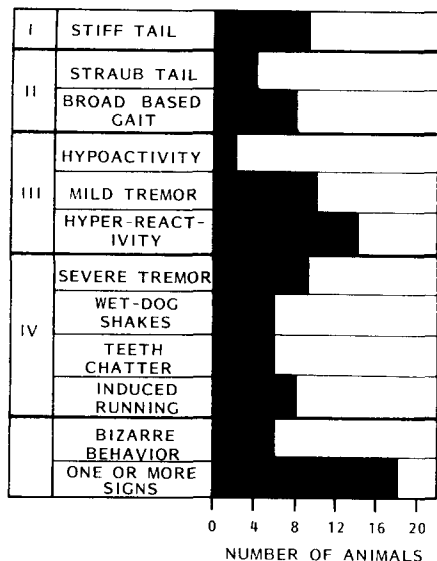 I STIFF TAIL
II STRAUB TAIL
BROAD BASED
GAIT
III HYPOACTIVITY
MILD TREMOR
HYPER-REACT-
IVITY
IV SEVERE TREMOR
WET-DOG
SHAKES
TEETH
CHATTER
INDUCED
RUNNING
BIZARRE
BEHAVIOR
ONE OR MORE
SIGNS
0 4 8 12 16 20
NUMBER OF ANIMALS